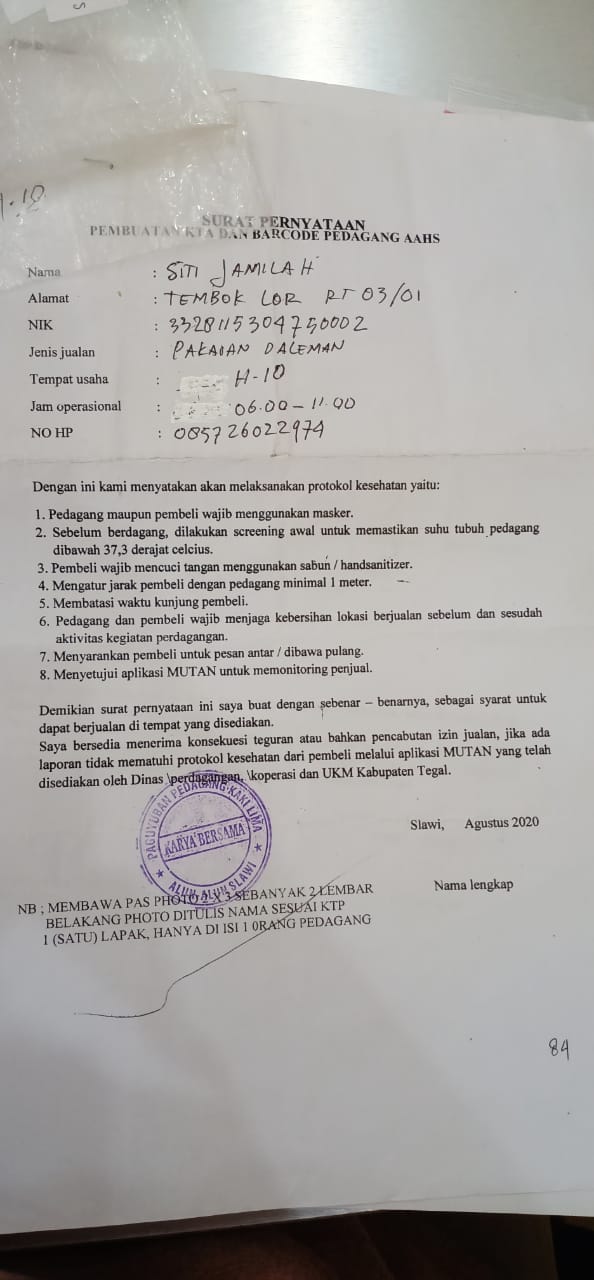 1.18
SURAT PERNYATAAN
PEMBUATAN KTA DAN BARCODE PEDAGANG AAHS
Nama : SITI JAMILAH
Alamat : TEMBOK LOR RT 03/01
NIK : 3328115304750002
Jenis jualan : PAKAIAN DALEMAN
Tempat usaha : H-10
Jam operasional : 06.00 - 11.00
NO HP : 085726022974
Dengan ini kami menyatakan akan melaksanakan protokol kesehatan yaitu:
1. Pedagang maupun pembeli wajib menggunakan masker.
2. Sebelum berdagang, dilakukan screening awal untuk memastikan suhu tubuh pedagang
dibawah 37,3 derajat celcius.
3. Pembeli wajib mencuci tangan menggunakan sabun / handsanitizer.
4. Mengatur jarak pembeli dengan pedagang minimal 1 meter.
5. Membatasi waktu kunjung pembeli.
6. Pedagang dan pembeli wajib menjaga kebersihan lokasi berjualan sebelum dan sesudah
aktivitas kegiatan perdagangan.
7. Menyarankan pembeli untuk pesan antar / dibawa pulang.
8. Menyetujui aplikasi MUTAN untuk memonitoring penjual.
Demikian surat pernyataan ini saya buat dengan sebenar – benarnya, sebagai syarat untuk
dapat berjualan di tempat yang disediakan.
Saya bersedia menerima konsekuesi teguran atau bahkan pencabutan izin jualan, jika ada
laporan tidak mematuhi protokol kesehatan dari pembeli melalui aplikasi MUTAN yang telah
disediakan oleh Dinas \perdagangan, \koperasi dan UKM Kabupaten Tegal.
PAGUYUBAN PEDAGANG KAKI LIMA
KARYA BERSAMA
ALUN-ALUN SLAWI
Slawi, Agustus 2020
Nama lengkap
NB ; MEMBAWA PAS PHOTO 2 X 3 SEBANYAK 2 LEMBAR
BELAKANG PHOTO DITULIS NAMA SESUAI KTP
1 (SATU) LAPAK, HANYA DI ISI 1 0RANG PEDAGANG
84